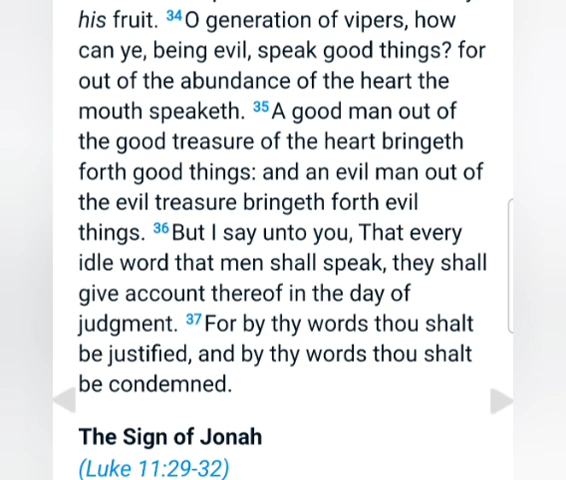 his fruit. 34O generation of vipers, how
can ye, being evil, speak good things? for
out of the abundance of the heart the
mouth speaketh. 35A good man out of
the good treasure of the heart bringeth
forth good things: and an evil man out of
the evil treasure bringeth forth evil
things. 36But I say unto you, That every
idle word that men shall speak, they shall
give account thereof in the day of
judgment. 37For by thy words thou shalt
be justified, and by thy words thou shalt
be condemned.
The Sign of Jonah
(Luke 11:29-32)